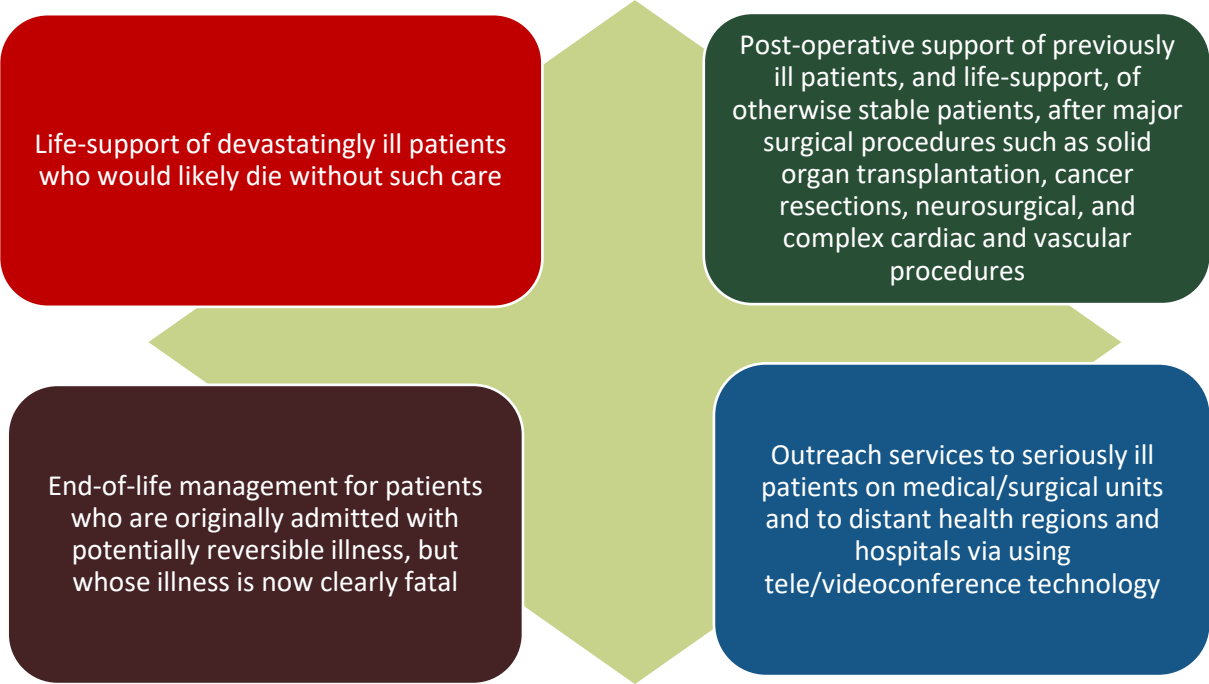 Life-support of devastatingly ill patients
who would likely die without such care
Post-operative support of previously
ill patients, and life-support, of
otherwise stable patients, after major
surgical procedures such as solid
organ transplantation, cancer
resections, neurosurgical, and
complex cardiac and vascular
procedures
End-of-life management for patients
who are originally admitted with
potentially reversible illness, but
whose illness is now clearly fatal
Outreach services to seriously ill
patients on medical/surgical units
and to distant health regions and
hospitals via using
tele/videoconference technology